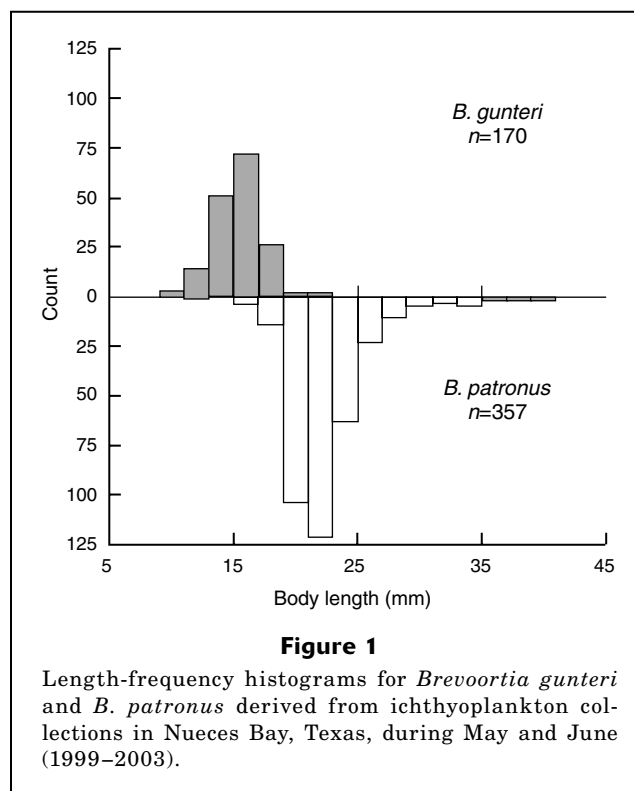 125
100
75
50
25
0
25
50
75
100
125
Count
B. gunteri
n=170
B. patronus
n=357
5 15 25 35 45
Body length (mm)
Figure 1
Length-frequency histograms for Brevoortia gunteri
and B. patronus derived from ichthyoplankton col-
lections in Nueces Bay, Texas, during May and June
(1999–2003).